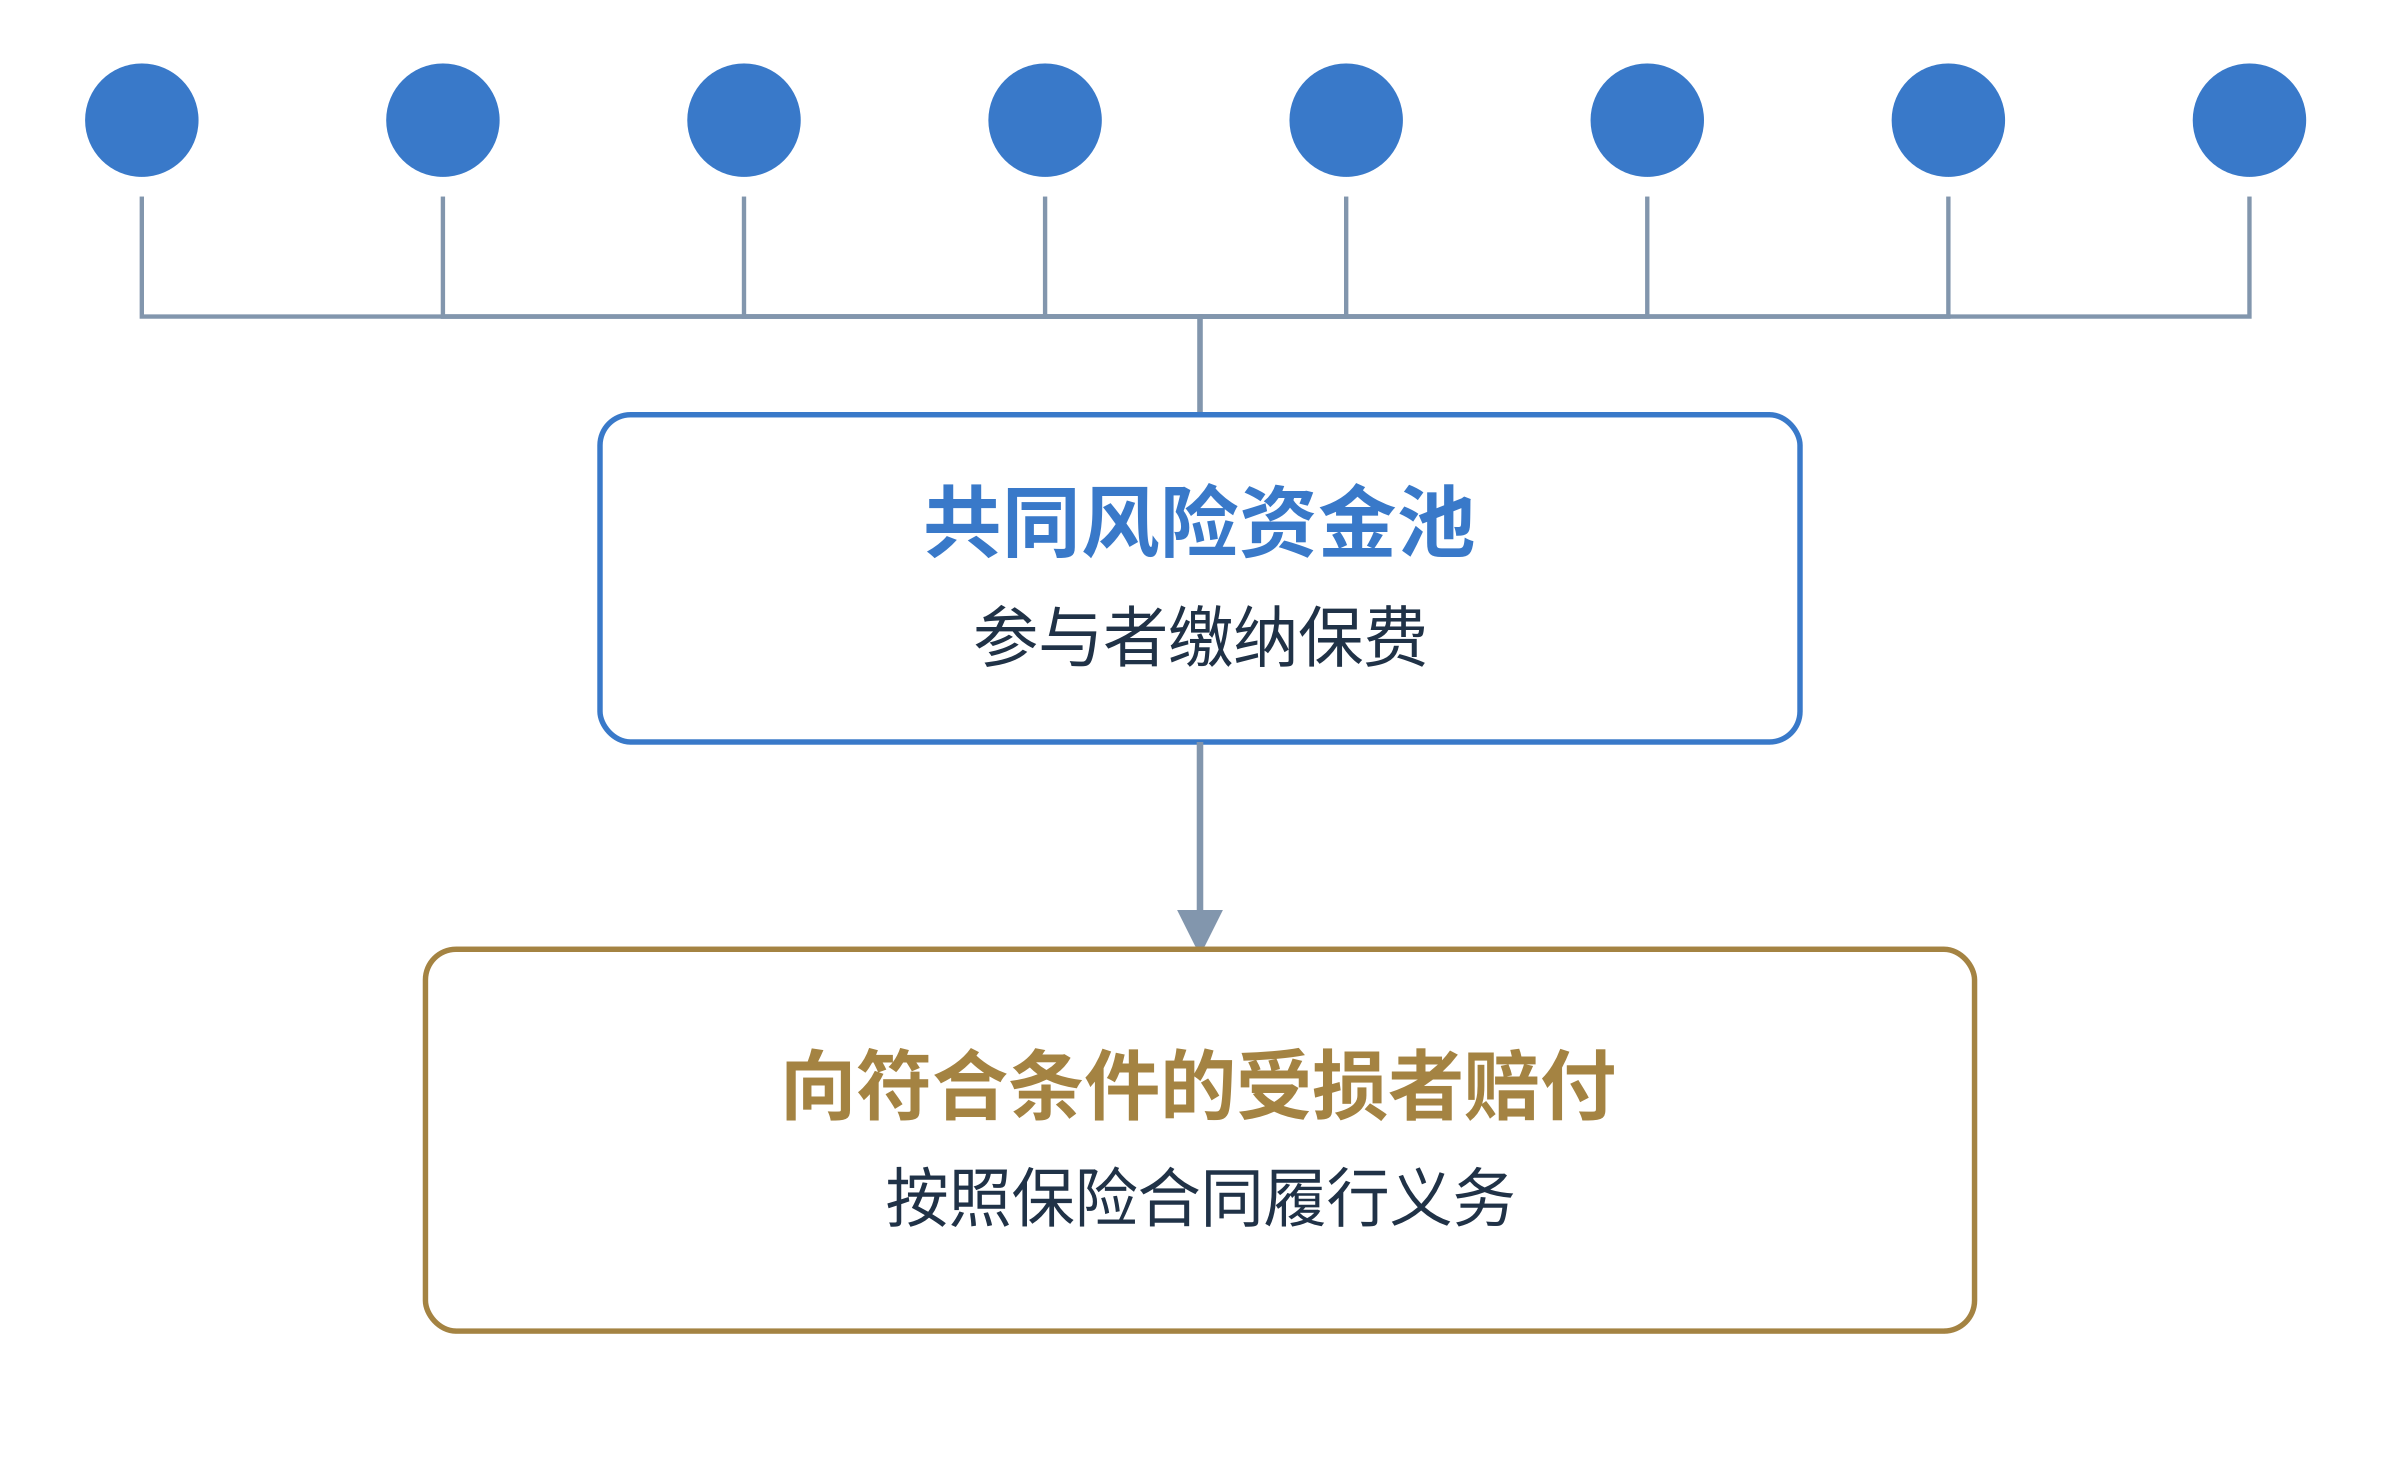 共同风险资金池
参与者缴纳保费
向符合条件的受损者赔付
按照保险合同履行义务